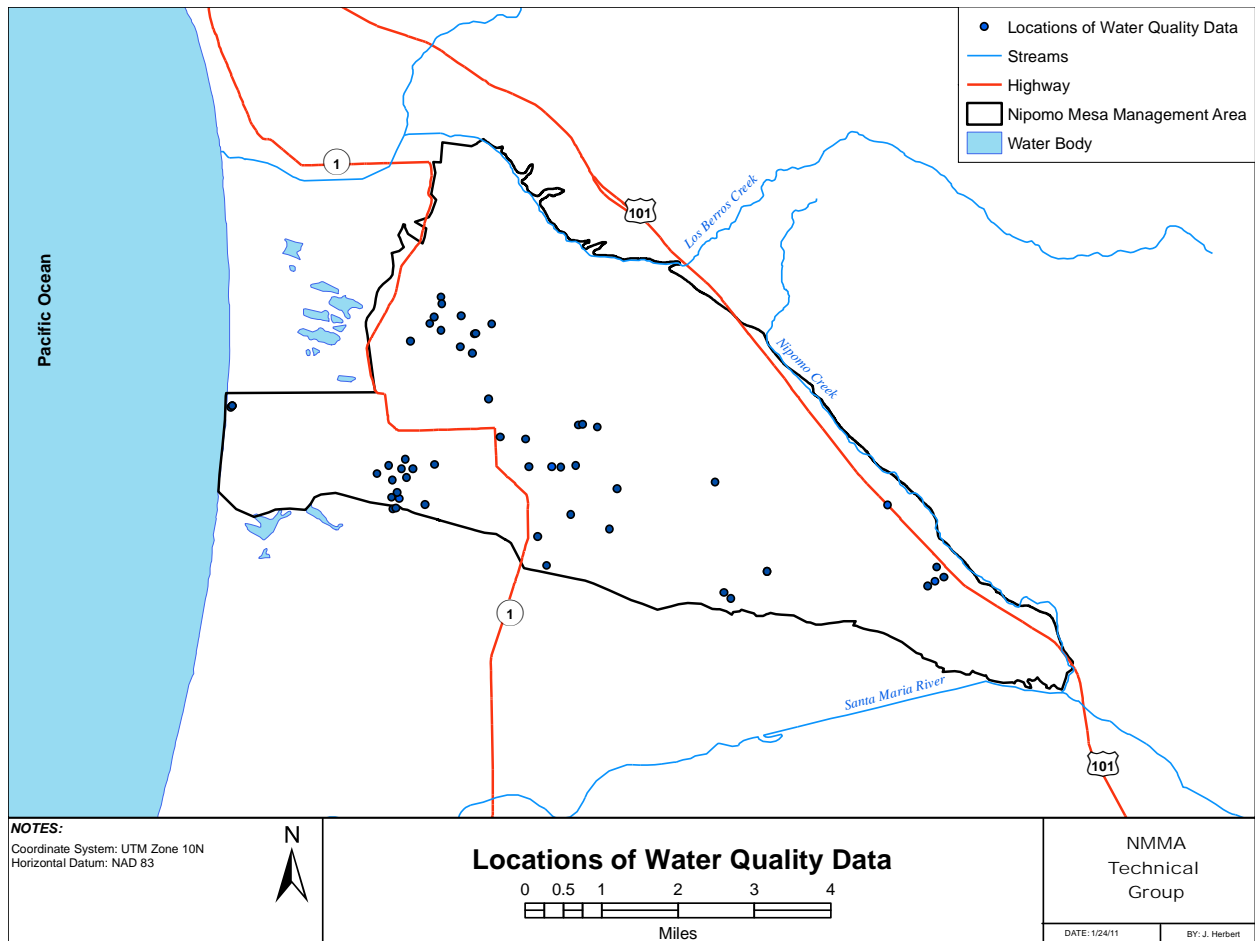 Locations of Water Quality Data
Streams
Highway
Nipomo Mesa Management Area
Water Body
1
101
Los Berros Creek
Pacific Ocean
Nipomo Creek
1
Santa Maria River
101
NOTES:
Coordinate System: UTM Zone 10N
Horizontal Datum: NAD 83
N
Locations of Water Quality Data
0 0.5 1 2 3 4
Miles
NMMA
Technical
Group
DATE: 1/24/11
BY: J. Herbert